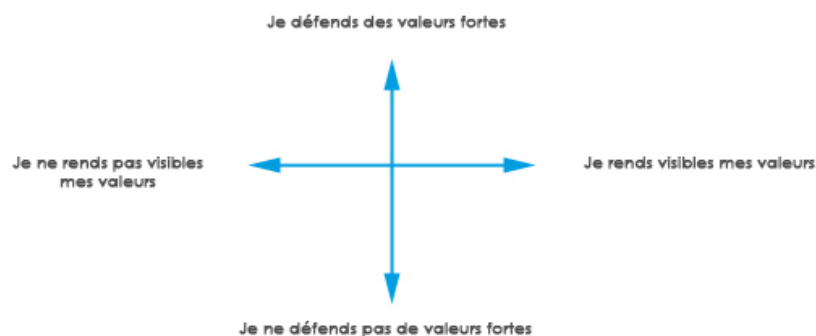 Je défends des valeurs fortes
Je ne rends pas visibles
mes valeurs
Je rends visibles mes valeurs
Je ne défends pas de valeurs fortes